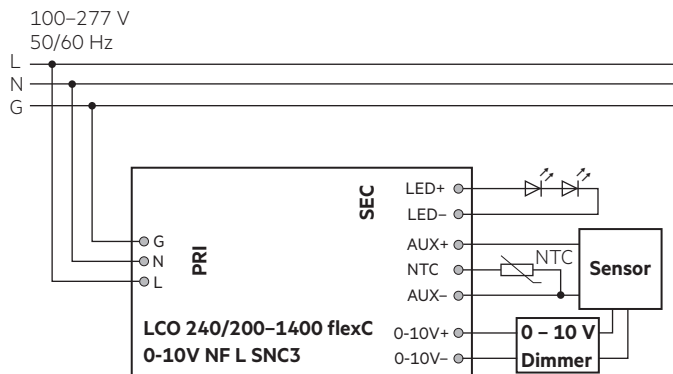 100–277 V
50/60 Hz
L
N
G
LED+
SEC
LED–
AUX+
G
PRI
N
NTC
NTC
Sensor
L
AUX–
LCO 240/200–1400 flexC
0-10V+
0 – 10 V
0-10V NF L SNC3
0-10V–
Dimmer